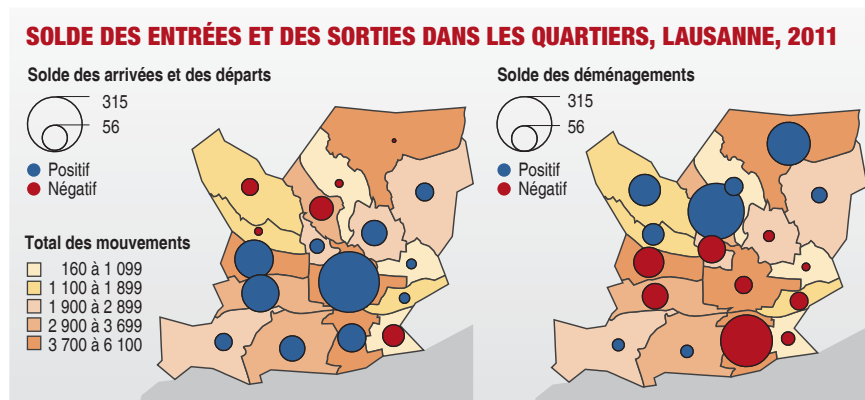 SOLDE DES ENTRÉES ET DES SORTIES DANS LES QUARTIERS, LAUSANNE, 2011
Solde des arrivées et des départs
315
56
Positif
Négatif
Total des mouvements
160 à 1 099
1 100 à 1 899
1 900 à 2 899
2 900 à 3 699
3 700 à 6 100
Solde des déménagements
315
56
Positif
Négatif